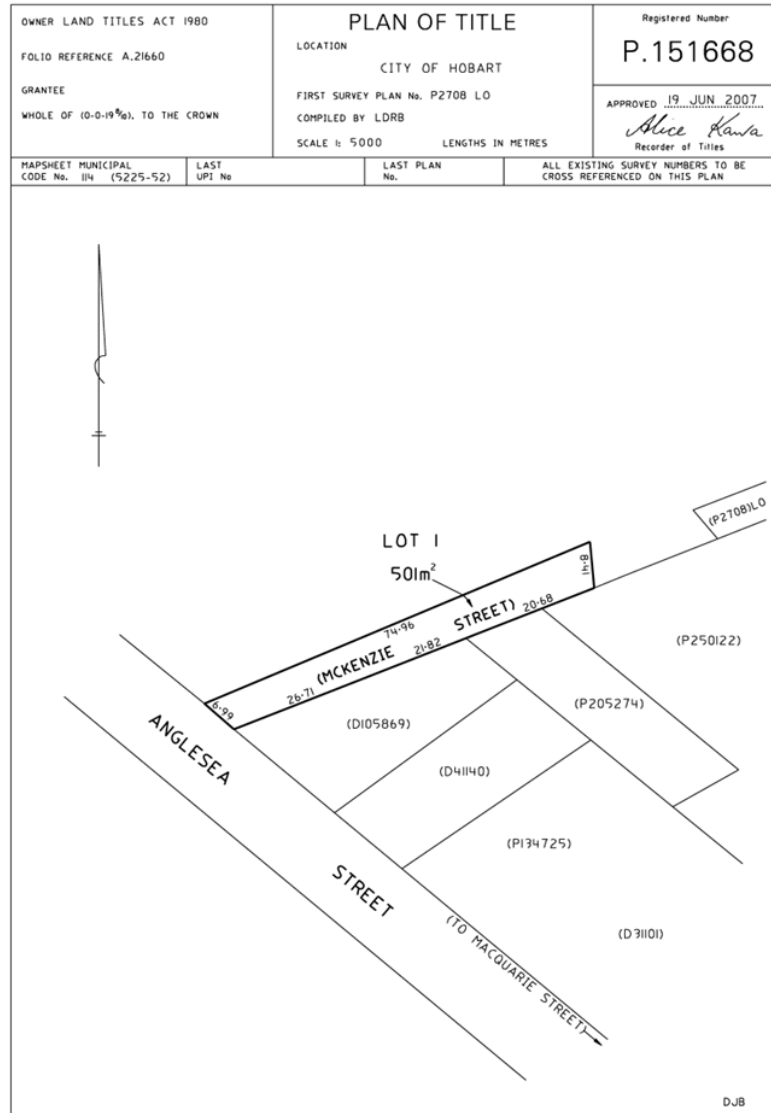 OWNER LAND TITLES ACT 1980
FOLIO REFERENCE A.21660
GRANTEE
WHOLE OF (0-0-19 8/10). TO THE CROWN
PLAN OF TITLE
LOCATION
CITY OF HOBART
FIRST SURVEY PLAN No. P2708 LO
COMPILED BY LDRB
SCALE 1: 5000 LENGTHS IN METRES
Registered Number
P.151668
APPROVED 19 JUN 2007
Alice Kawa
Recorder of Titles
MAPSHEET MUNICIPAL
CODE No. 114 (5225-52)
LAST
UPI No
LAST PLAN
No.
ALL EXISTING SURVEY NUMBERS TO BE
CROSS REFERENCED ON THIS PLAN
(P2708)LO
LOT 1
501m²
8·41
74·96
(MCKENZIE STREET)
20·68
21·82
26·71
6·99
(P250122)
(P205274)
(D105869)
(D41140)
(P134725)
(D31101)
ANGLESEA
STREET
(TO MACQUARIE STREET)
DJB